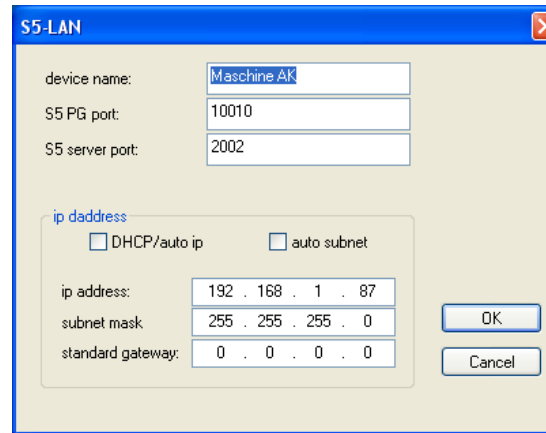 S5-LAN
device name: Maschine AK
S5 PG port: 10010
S5 server port: 2002
ip daddress
DHCP/auto ip auto subnet
ip address: 192 . 168 . 1 . 87
subnet mask 255 . 255 . 255 . 0
standard gateway: 0 . 0 . 0 . 0
OK
Cancel